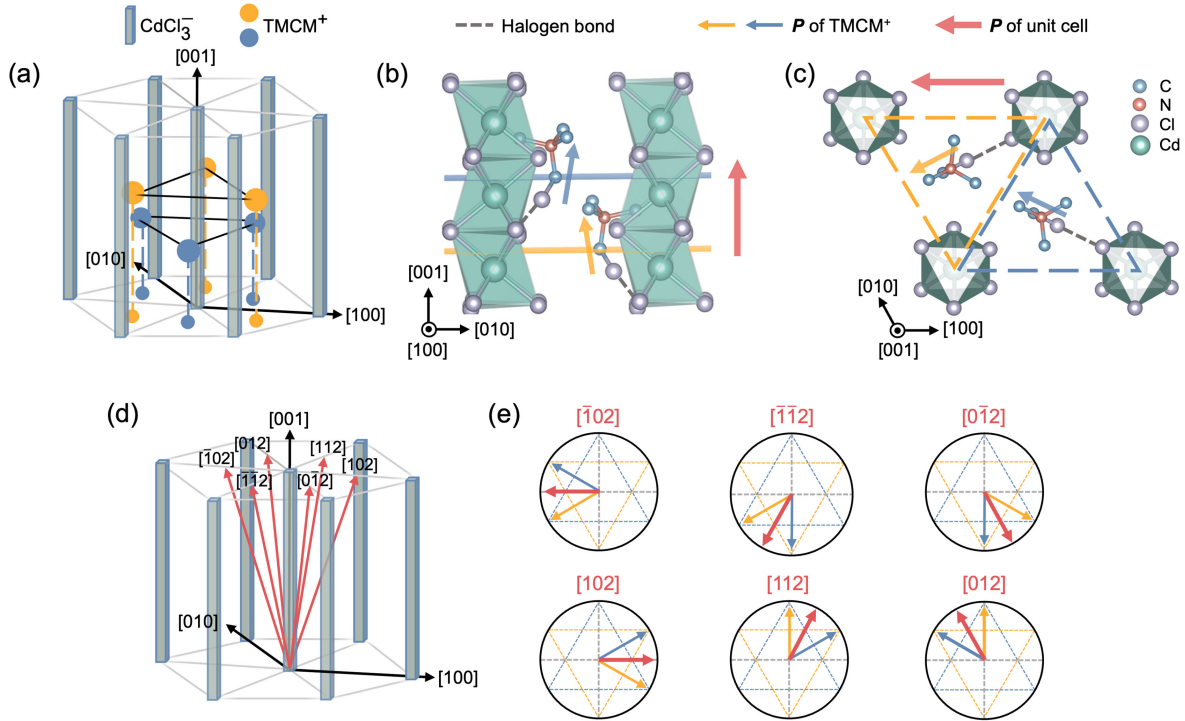 CdCl₃⁻
TMCM⁺
Halogen bond
P of TMCM⁺
P of unit cell
(a)
[001]
[010]
[100]
(b)
[001]
[010]
[100]
(c)
C
N
Cl
Cd
[010]
[100]
[001]
(d)
[001]
[012]
[112]
[1̅02]
[102]
[1̅1̅2]
[01̅2]
[010]
[100]
(e)
[1̅02]
[1̅1̅2]
[01̅2]
[102]
[112]
[012]